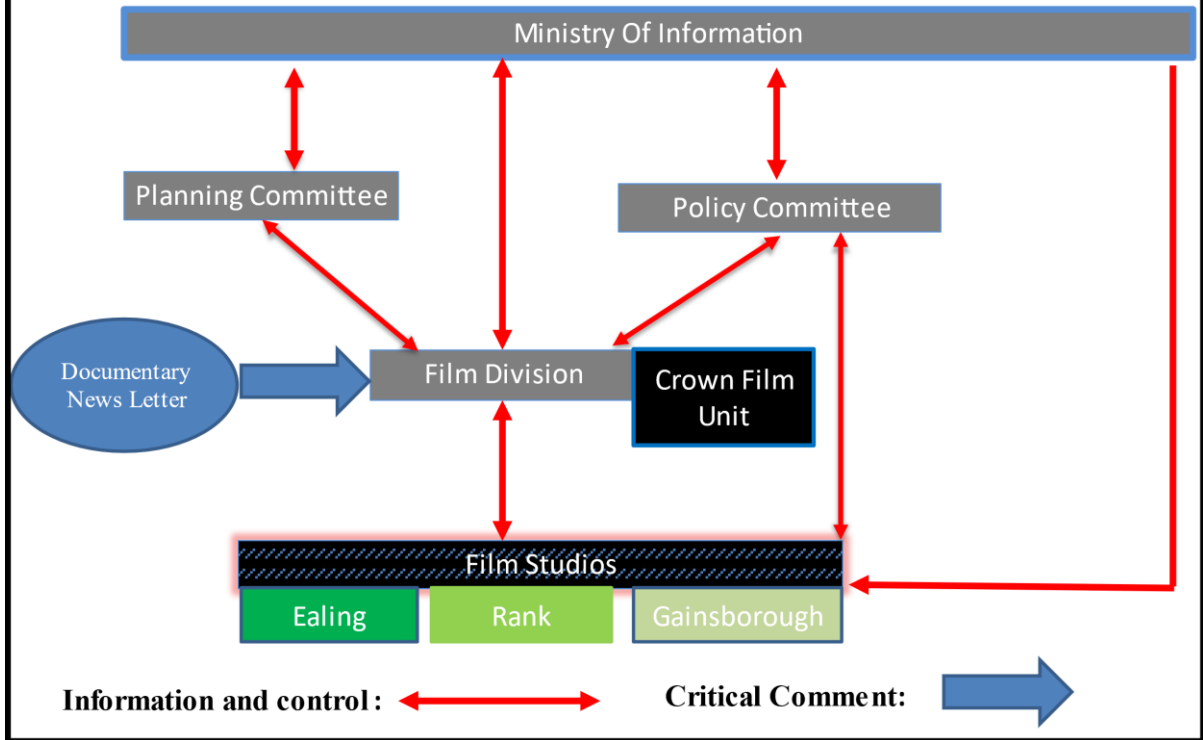 Ministry Of Information
Planning Committee
Policy Committee
Documentary
News Letter
Film Division
Crown Film
Unit
Film Studios
Ealing
Rank
Gainsborough
Information and control:
Critical Comment: